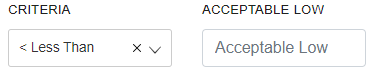 CRITERIA
ACCEPTABLE LOW
< Less Than
Acceptable Low